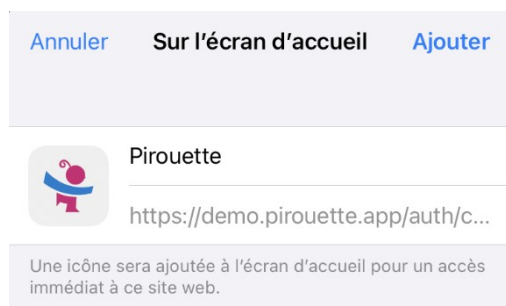 Annuler Sur l’écran d’accueil Ajouter
Pirouette
https://demo.pirouette.app/auth/c...
Une icône sera ajoutée à l’écran d’accueil pour un accès
immédiat à ce site web.